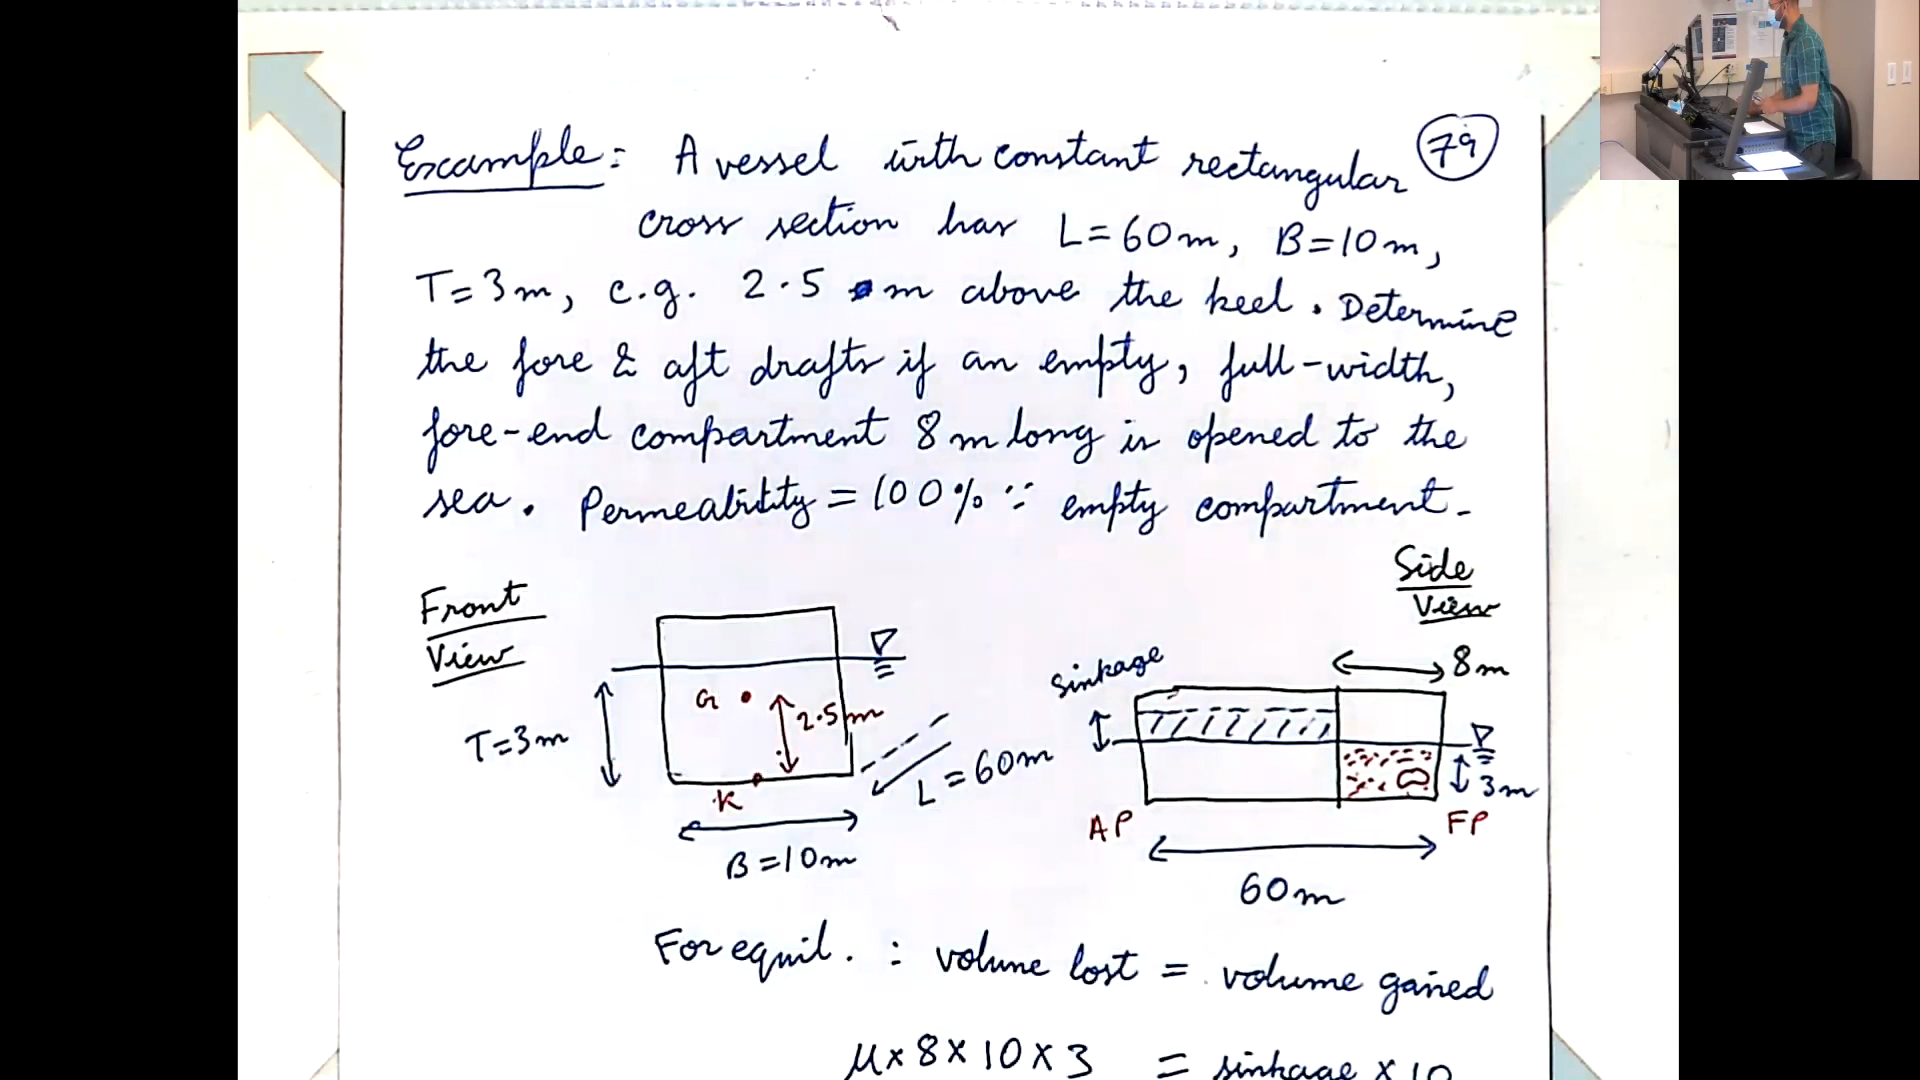 Example: A vessel with constant rectangular
79
cross section has L=60m, B=10m,
T=3m, c.g. 2.5 m above the keel. Determine
the fore & aft drafts if an empty, full-width,
fore-end compartment 8m long is opened to the
sea. Permeability = 100% ∵ empty compartment.
Front
View
T=3m
G
2.5m
K
B=10m
L=60m
Side
View
sinkage
8m
3m
AP
FP
60m
For equil. : volume lost = volume gained
μ x 8 x 10 x 3 = sinkage x 10